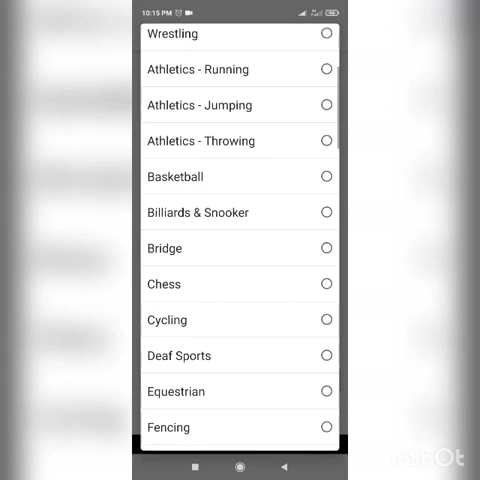 10:15 PM
Wrestling
Athletics - Running
Athletics - Jumping
Athletics - Throwing
Basketball
Billiards & Snooker
Bridge
Chess
Cycling
Deaf Sports
Equestrian
Fencing
InShOt